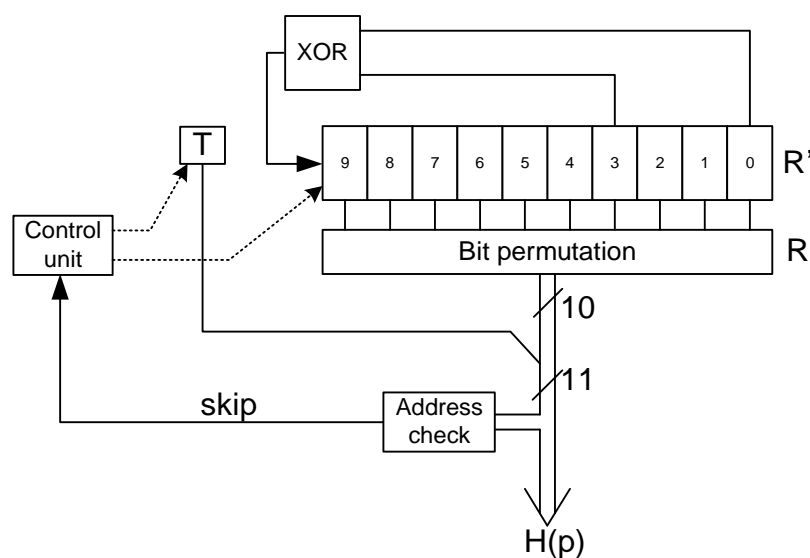 XOR
T
9 8 7 6 5 4 3 2 1 0
R'
Control
unit
Bit permutation
R
10
11
skip
Address
check
H(p)